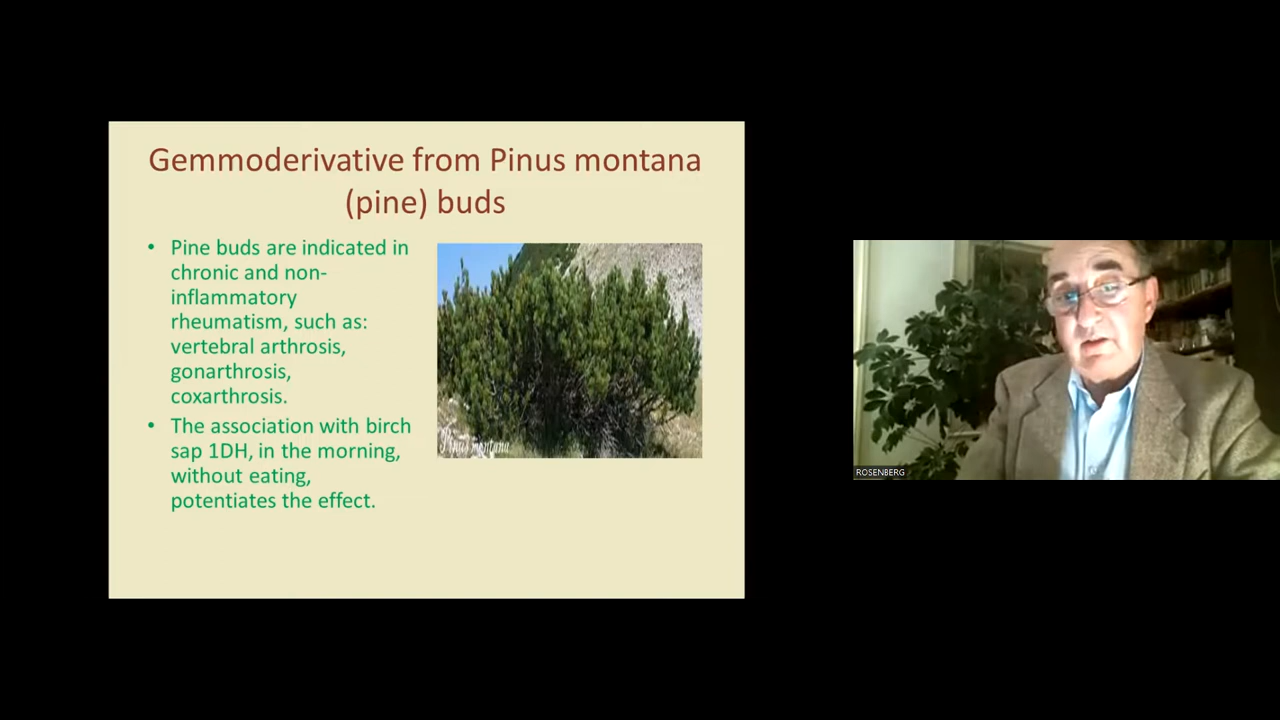 Gemmoderivative from Pinus montana
(pine) buds
• Pine buds are indicated in
chronic and non-
inflammatory
rheumatism, such as:
vertebral arthrosis,
gonarthrosis,
coxarthrosis.
• The association with birch
sap 1DH, in the morning,
without eating,
potentiates the effect.
Pinus montana
ROSENBERG